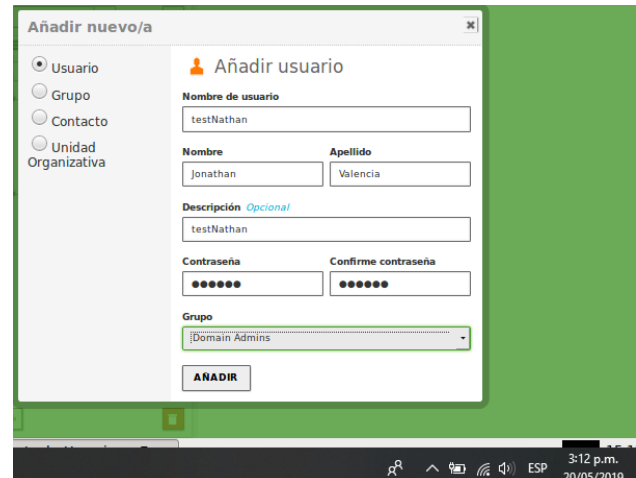 Añadir nuevo/a
Usuario
Grupo
Contacto
Unidad
Organizativa
Añadir usuario
Nombre de usuario
testNathan
Nombre Apellido
Jonathan Valencia
Descripción Opcional
testNathan
Contraseña Confirme contraseña
●●●●●● ●●●●●●
Grupo
Domain Admins
AÑADIR
ESP
3:12 p.m.
20/05/2019